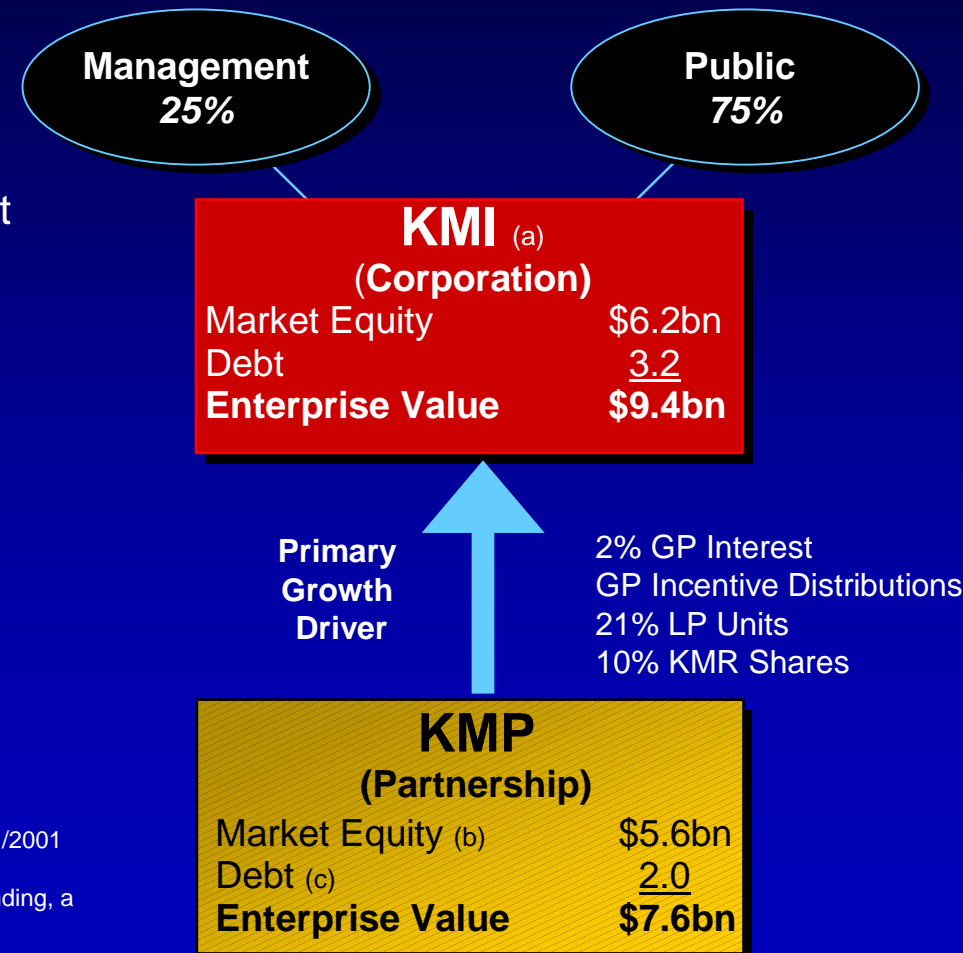 Management
25%
Public
75%
t
KMI (a)
(Corporation)
Market Equity $6.2bn
Debt 3.2
Enterprise Value $9.4bn
Primary
Growth
Driver
2% GP Interest
GP Incentive Distributions
21% LP Units
10% KMR Shares
KMP
(Partnership)
Market Equity (b) $5.6bn
Debt (c) 2.0
Enterprise Value $7.6bn
/2001
nding, a